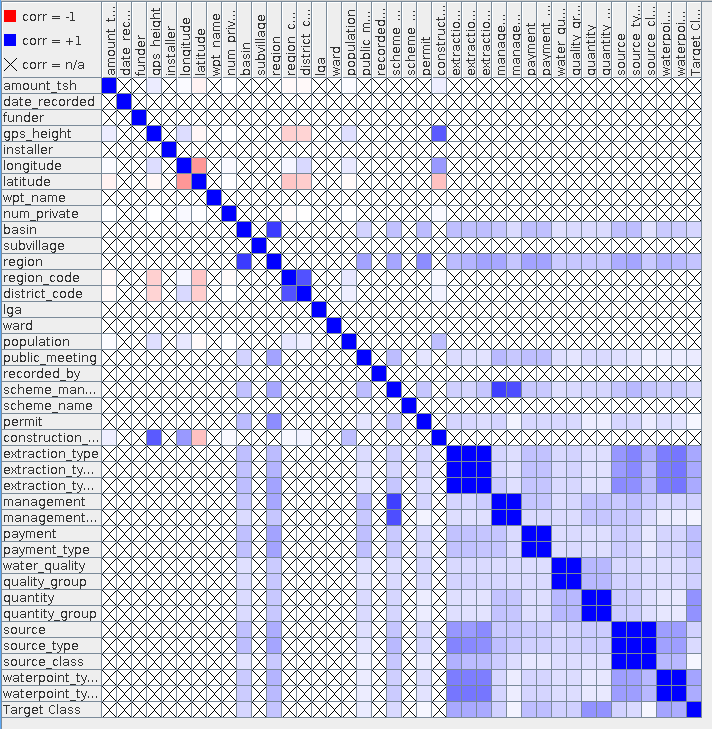 corr = -1
corr = +1
corr = n/a
amount_t...
date_rec...
funder
gps_height
installer
longitude
latitude
wpt_name
num_priv...
basin
subvillage
region
region_c...
district_c...
lga
ward
population
public_m...
recorded...
scheme_...
scheme_...
permit
construct...
extractio...
extractio...
extractio...
manage...
manage...
payment
payment_...
water_qu...
quality_gr...
quantity
quantity_...
source
source_ty...
source_cl...
waterpoi...
waterpoi...
Target Cl...
amount_tsh
date_recorded
funder
gps_height
installer
longitude
latitude
wpt_name
num_private
basin
subvillage
region
region_code
district_code
lga
ward
population
public_meeting
recorded_by
scheme_man...
scheme_name
permit
construction_...
extraction_type
extraction_ty...
extraction_ty...
management
management...
payment
payment_type
water_quality
quality_group
quantity
quantity_group
source
source_type
source_class
waterpoint_ty...
waterpoint_ty...
Target Class